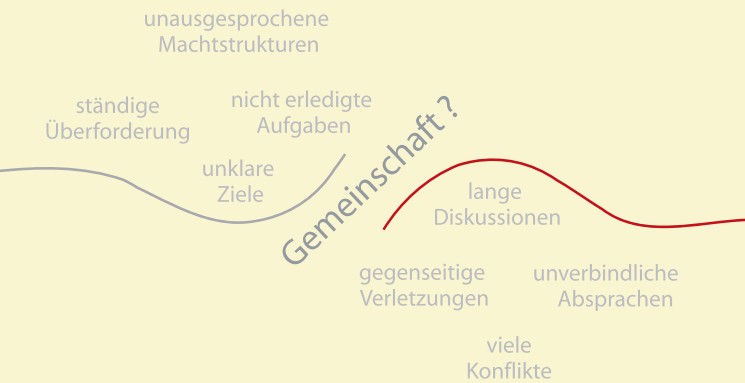 unausgesprochene
Machtstrukturen
ständige
Überforderung
nicht erledigte
Aufgaben
unklare
Ziele
Gemeinschaft ?
lange
Diskussionen
gegenseitige
Verletzungen
unverbindliche
Absprachen
viele
Konflikte